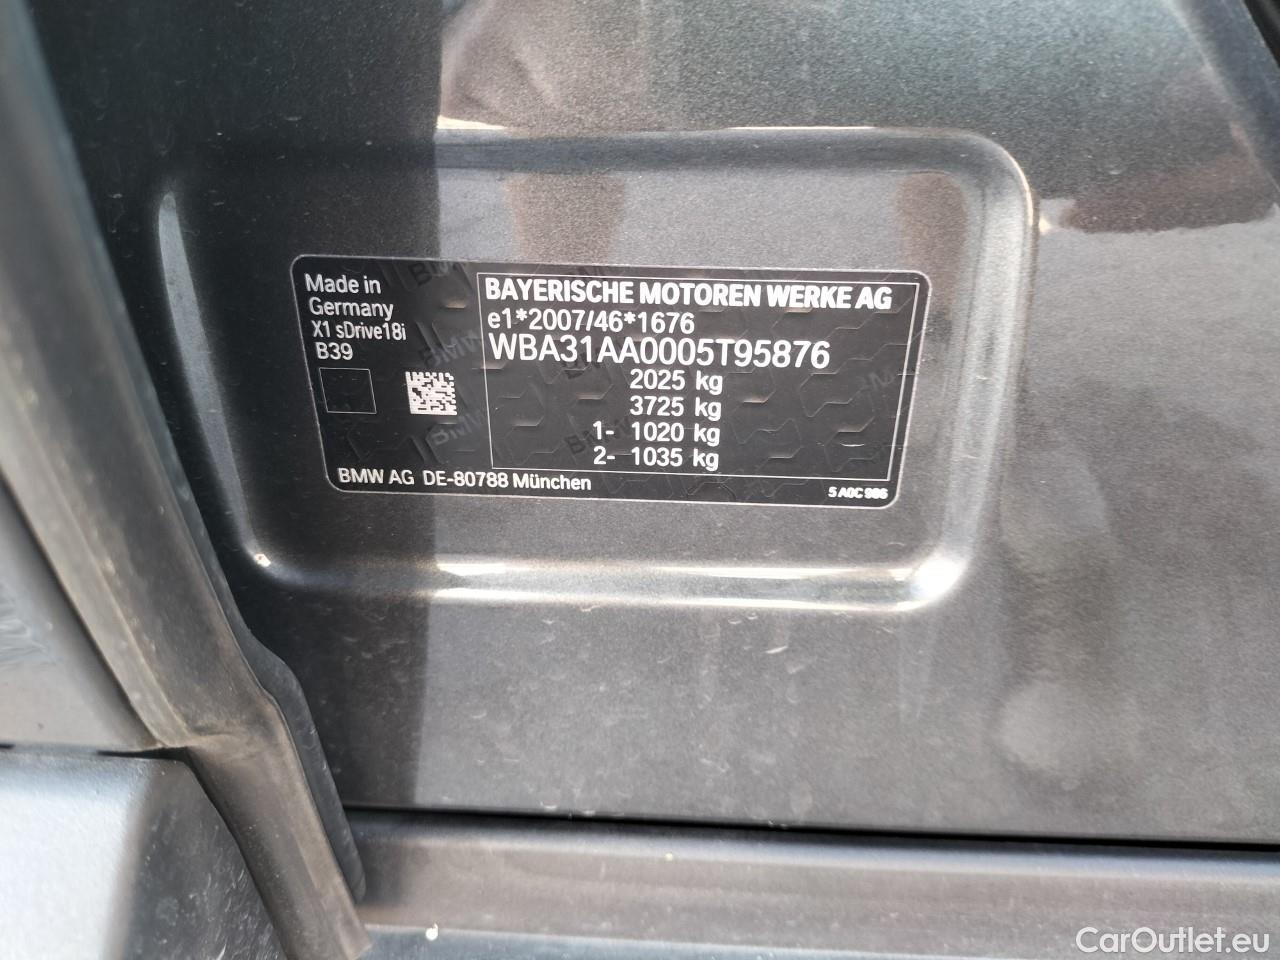 Made in
Germany
X1 sDrive18i
B39
BAYERISCHE MOTOREN WERKE AG
e1*2007/46*1676
WBA31AA0005T95876
2025 kg
3725 kg
1- 1020 kg
2- 1035 kg
BMW AG DE-80788 München
5 A0C 986
CarOutlet.eu